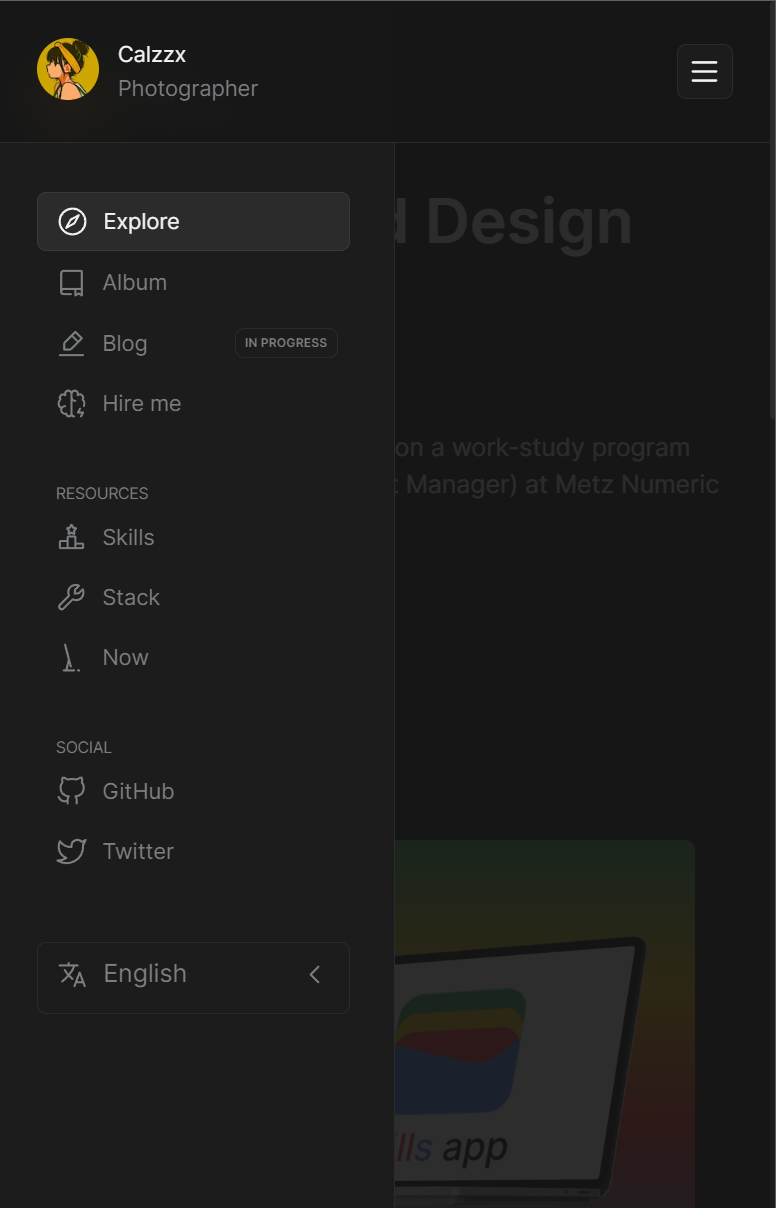 Calzzx
Photographer
Explore
Album
Blog
IN PROGRESS
Hire me
RESOURCES
Skills
Stack
Now
SOCIAL
GitHub
Twitter
English
d Design
on a work-study program
t Manager) at Metz Numeric
ills app